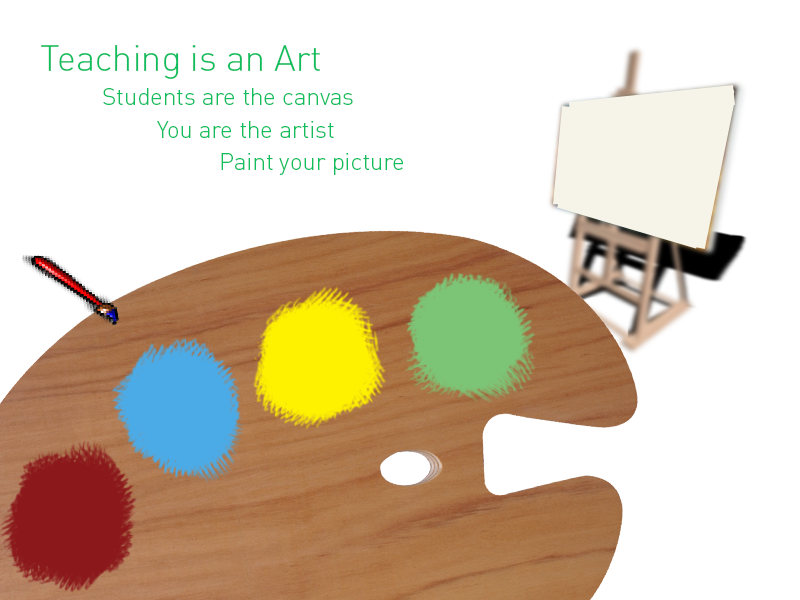 Teaching is an Art
Students are the canvas
You are the artist
Paint your picture